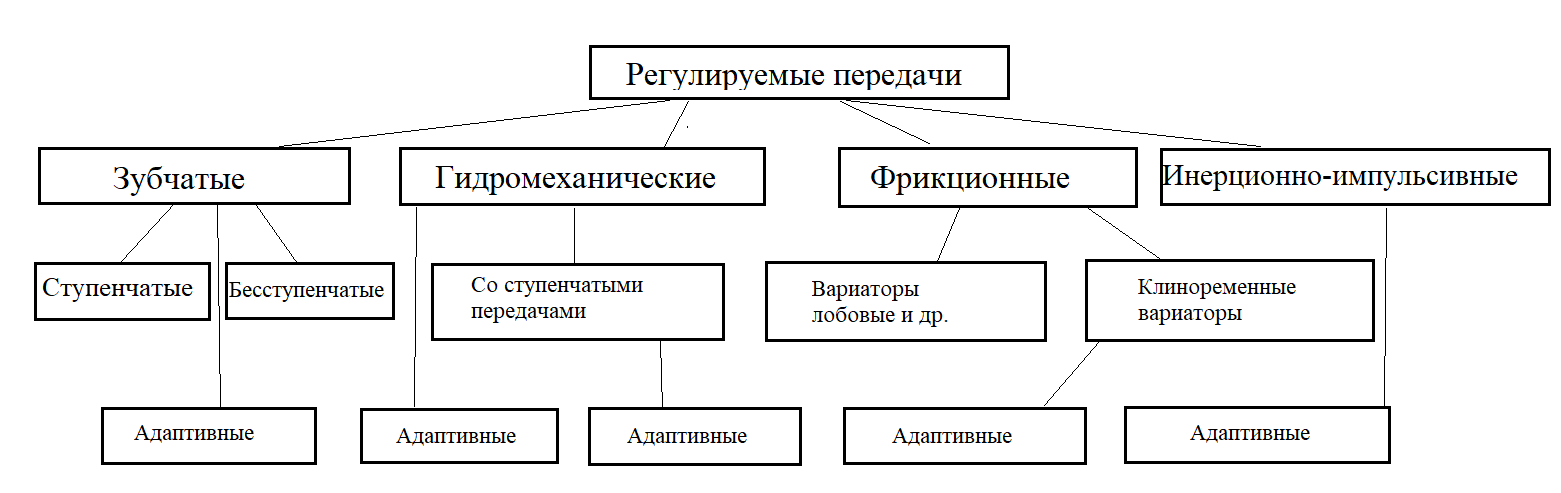 Регулируемые передачи
Зубчатые
Гидромеханические
Фрикционные
Инерционно-импульсивные
Ступенчатые
Бесступенчатые
Со ступенчатыми
передачами
Вариаторы
лобовые и др.
Клиноременные
вариаторы
Адаптивные
Адаптивные
Адаптивные
Адаптивные
Адаптивные